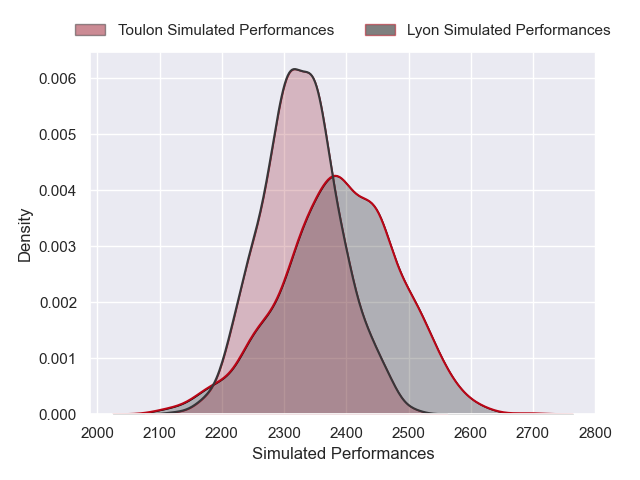 Toulon Simulated Performances
Lyon Simulated Performances
0.006
0.005
0.004
0.003
0.002
0.001
0.000
Density
2000 2100 2200 2300 2400 2500 2600 2700 2800
Simulated Performances